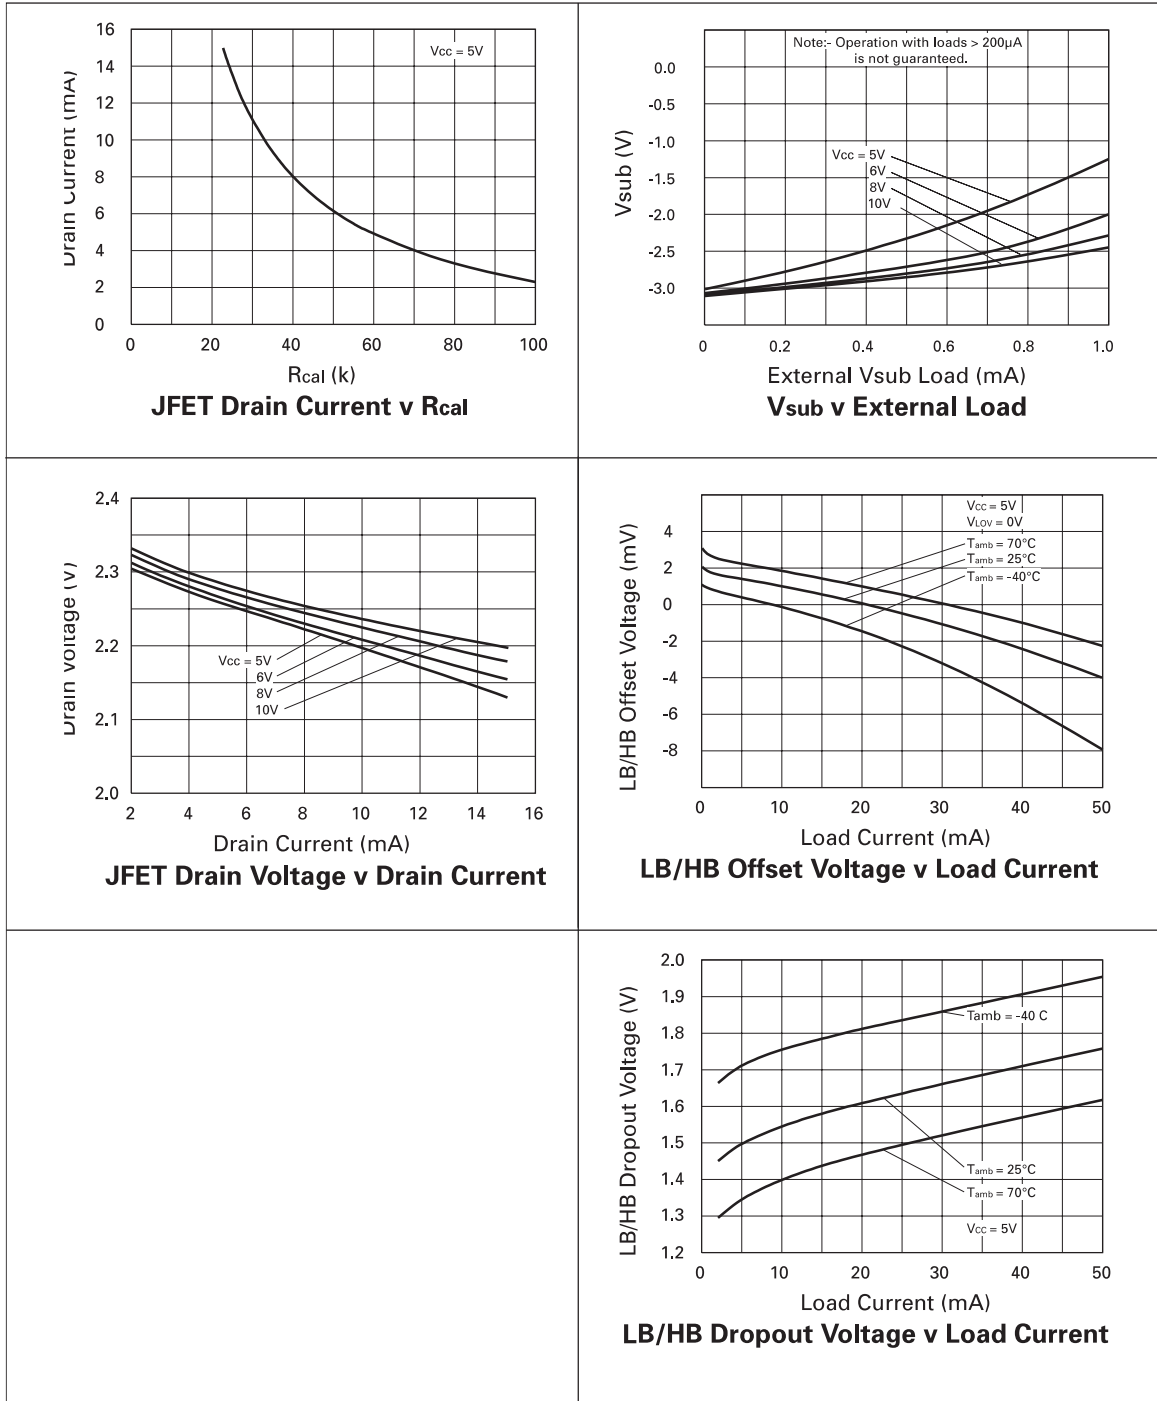 16
14
12
10
8
6
4
2
0
Drain Current (mA)
Vcc = 5V
0 20 40 60 80 100
Rcal (k)
JFET Drain Current v Rcal
Note:- Operation with loads > 200µA
is not guaranteed.
0.0
-0.5
-1.0
-1.5
-2.0
-2.5
-3.0
Vsub (V)
Vcc = 5V
6V
8V
10V
0 0.2 0.4 0.6 0.8 1.0
External Vsub Load (mA)
Vsub v External Load
2.4
2.3
2.2
2.1
2.0
Drain Voltage (V)
Vcc = 5V
6V
8V
10V
2 4 6 8 10 12 14 16
Drain Current (mA)
JFET Drain Voltage v Drain Current
4
2
0
-2
-4
-6
-8
LB/HB Offset Voltage (mV)
Vcc = 5V
VLOV = 0V
Tamb = 70°C
Tamb = 25°C
Tamb = -40°C
0 10 20 30 40 50
Load Current (mA)
LB/HB Offset Voltage v Load Current
2.0
1.9
1.8
1.7
1.6
1.5
1.4
1.3
1.2
LB/HB Dropout Voltage (V)
Tamb = -40 C
Tamb = 25°C
Tamb = 70°C
Vcc = 5V
0 10 20 30 40 50
Load Current (mA)
LB/HB Dropout Voltage v Load Current